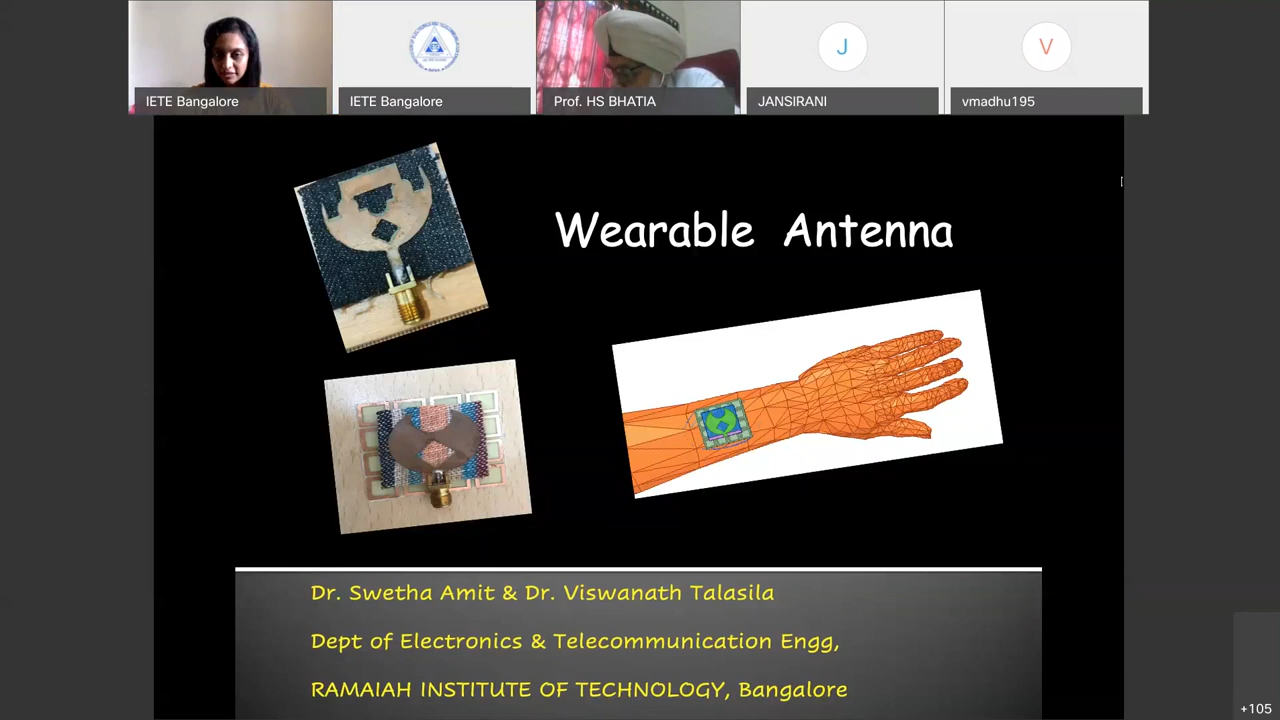 IETE Bangalore
IETE Bangalore
Prof. HS BHATIA
J
JANSIRANI
V
vmadhu195
Wearable Antenna
Dr. Swetha Amit & Dr. Viswanath Talasila
Dept of Electronics & Telecommunication Engg,
RAMAIAH INSTITUTE OF TECHNOLOGY, Bangalore
+105